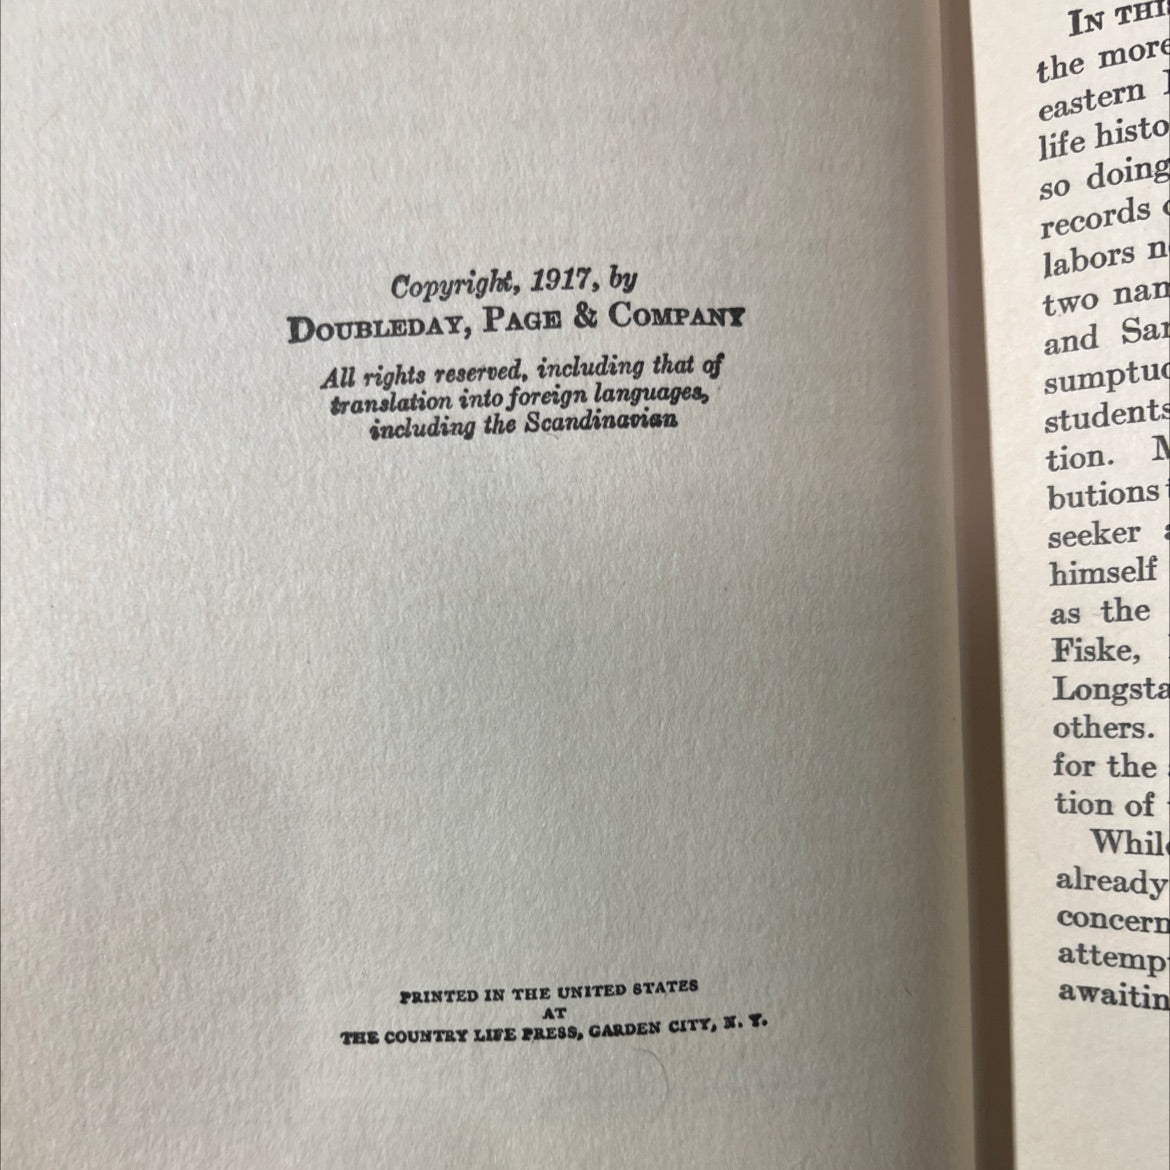 Copyright, 1917, by
DOUBLEDAY, PAGE & COMPANY
All rights reserved, including that of
translation into foreign languages,
including the Scandinavian
PRINTED IN THE UNITED STATES
AT
THE COUNTRY LIFE PRESS, GARDEN CITY, N. Y.
IN THIS
the more
eastern
life histo
so doing
records
labors n
two nam
and Sar
sumptuo
students
tion. M
butions t
seeker a
himself
as the
Fiske,
Longsta
others.
for the
tion of
While
already
concern
attemp
awaitin